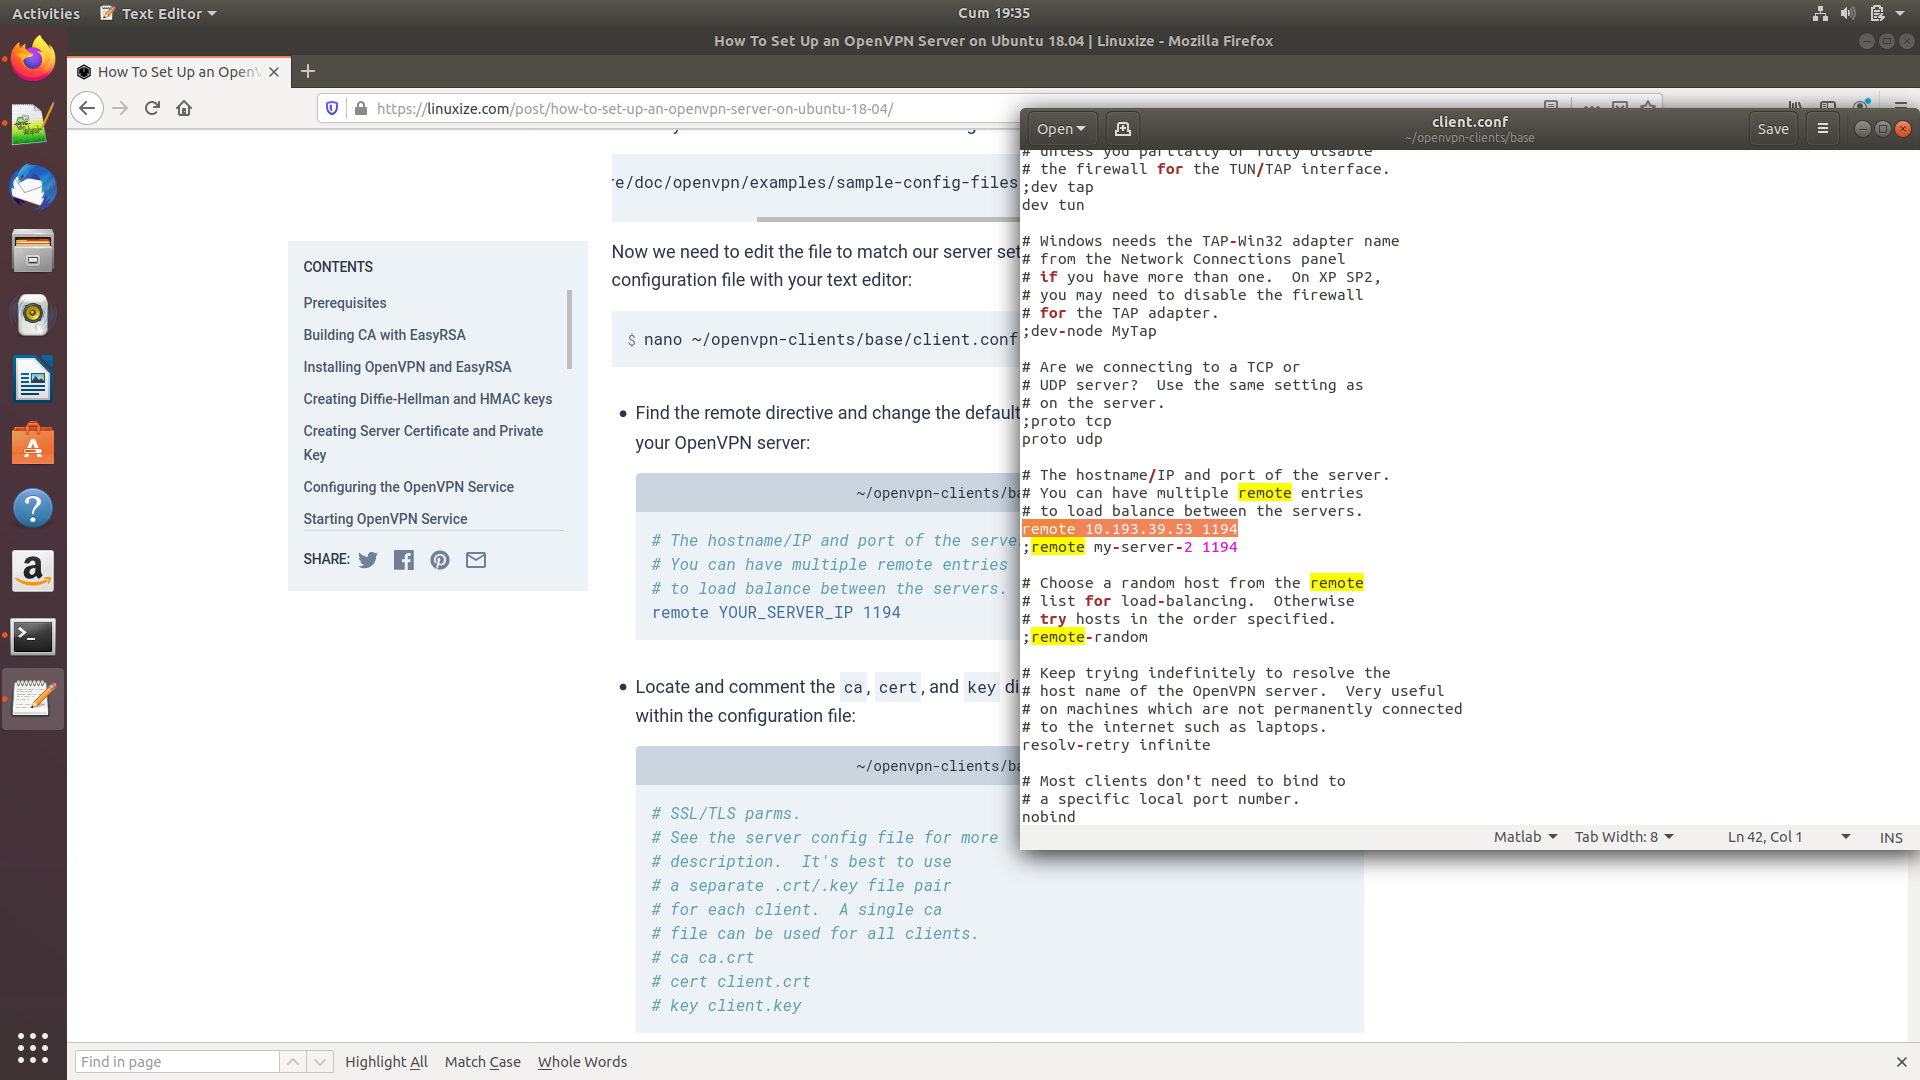 Activities
Text Editor
Cum 19:35
How To Set Up an OpenVPN Server on Ubuntu 18.04 | Linuxize - Mozilla Firefox
How To Set Up an OpenV
https://linuxize.com/post/how-to-set-up-an-openvpn-server-on-ubuntu-18-04/
re/doc/openvpn/examples/sample-config-files
CONTENTS
Prerequisites
Building CA with EasyRSA
Installing OpenVPN and EasyRSA
Creating Diffie-Hellman and HMAC keys
Creating Server Certificate and Private
Key
Configuring the OpenVPN Service
Starting OpenVPN Service
SHARE:
Now we need to edit the file to match our server set
configuration file with your text editor:
$ nano ~/openvpn-clients/base/client.conf
• Find the remote directive and change the default
your OpenVPN server:
~/openvpn-clients/ba
# The hostname/IP and port of the serve
# You can have multiple remote entries
# to load balance between the servers.
remote YOUR_SERVER_IP 1194
• Locate and comment the ca, cert, and key di
within the configuration file:
~/openvpn-clients/ba
# SSL/TLS parms.
# See the server config file for more
# description.  It's best to use
# a separate .crt/.key file pair
# for each client.  A single ca
# file can be used for all clients.
# ca ca.crt
# cert client.crt
# key client.key
Find in page
Highlight All
Match Case
Whole Words
Open
client.conf
~/openvpn-clients/base
Save
# unless you partially or fully disable
# the firewall for the TUN/TAP interface.
;dev tap
dev tun
# Windows needs the TAP-Win32 adapter name
# from the Network Connections panel
# if you have more than one.  On XP SP2,
# you may need to disable the firewall
# for the TAP adapter.
;dev-node MyTap
# Are we connecting to a TCP or
# UDP server?  Use the same setting as
# on the server.
;proto tcp
proto udp
# The hostname/IP and port of the server.
# You can have multiple remote entries
# to load balance between the servers.
remote 10.193.39.53 1194
;remote my-server-2 1194
# Choose a random host from the remote
# list for load-balancing.  Otherwise
# try hosts in the order specified.
;remote-random
# Keep trying indefinitely to resolve the
# host name of the OpenVPN server.  Very useful
# on machines which are not permanently connected
# to the internet such as laptops.
resolv-retry infinite
# Most clients don't need to bind to
# a specific local port number.
nobind
Matlab
Tab Width: 8
Ln 42, Col 1
INS